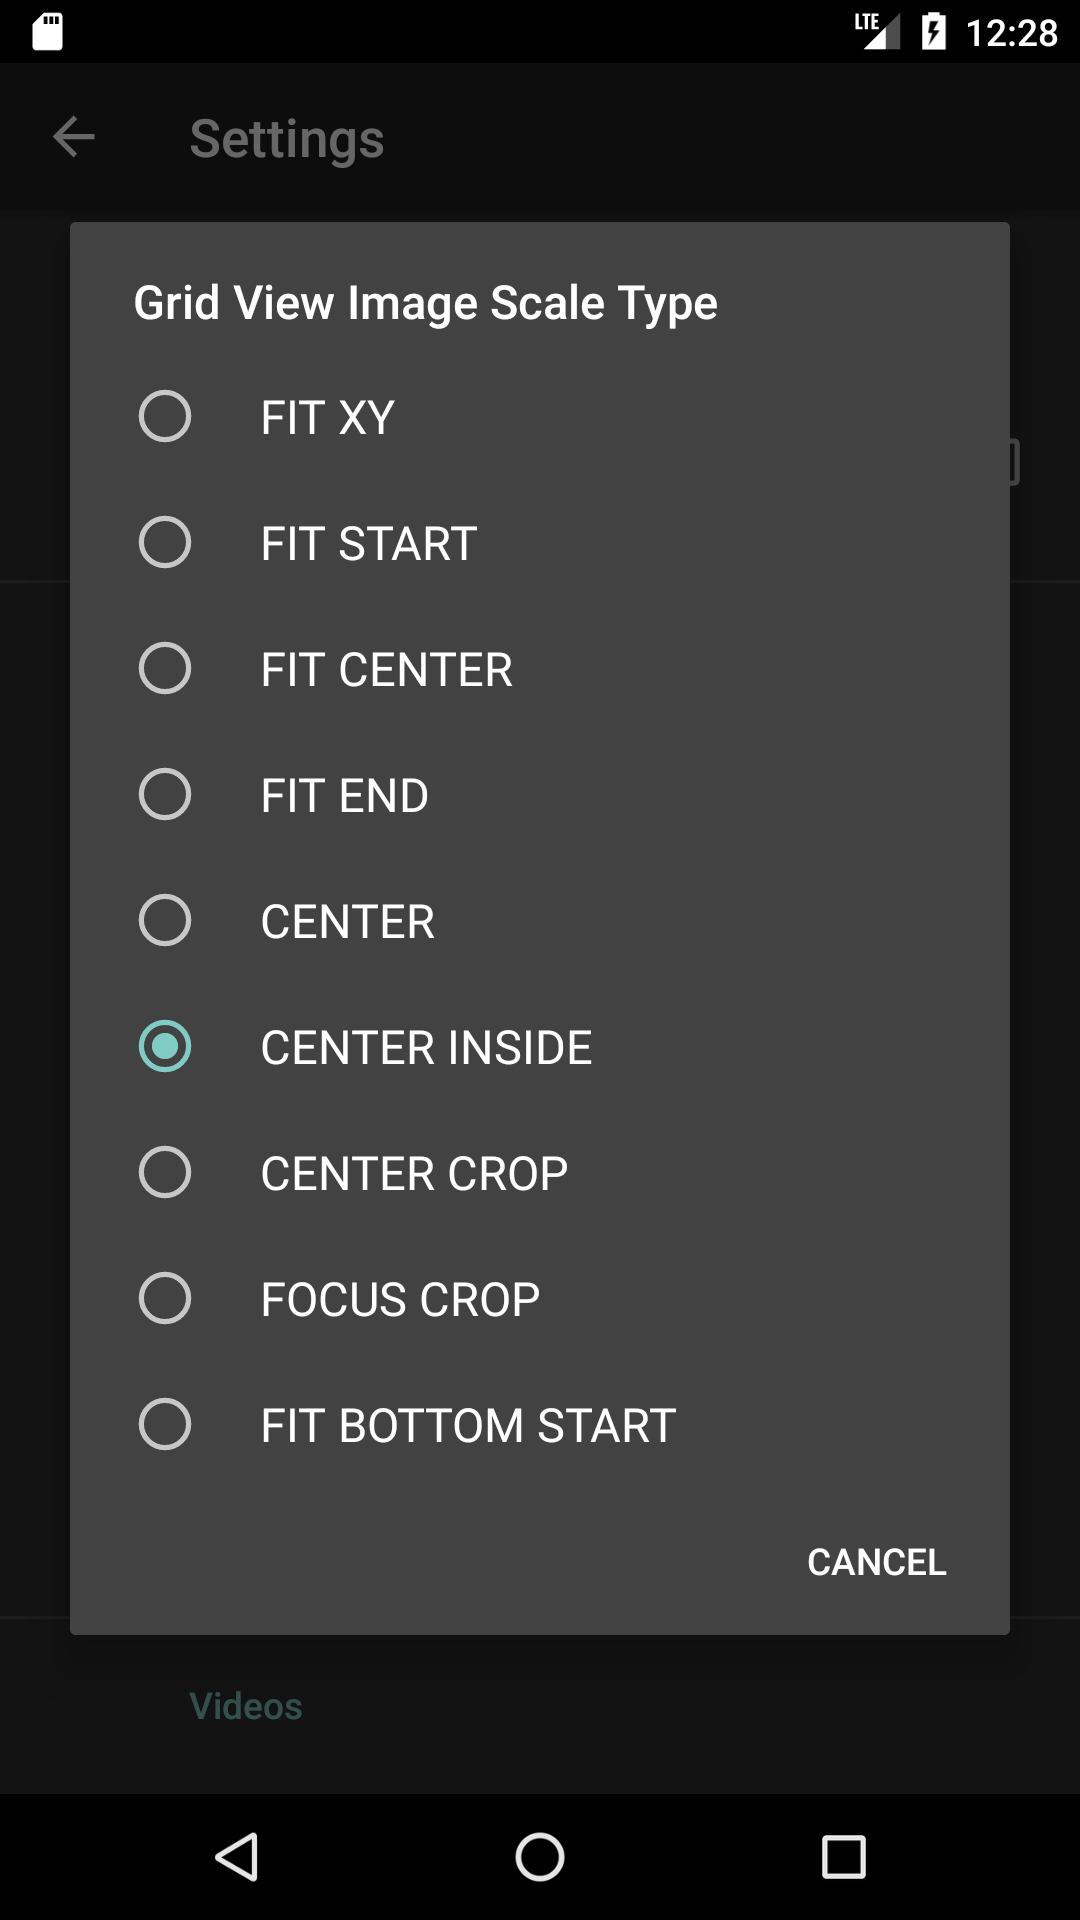 LTE 12:28
Settings
Grid View Image Scale Type
FIT XY
FIT START
FIT CENTER
FIT END
CENTER
CENTER INSIDE
CENTER CROP
FOCUS CROP
FIT BOTTOM START
CANCEL
Videos